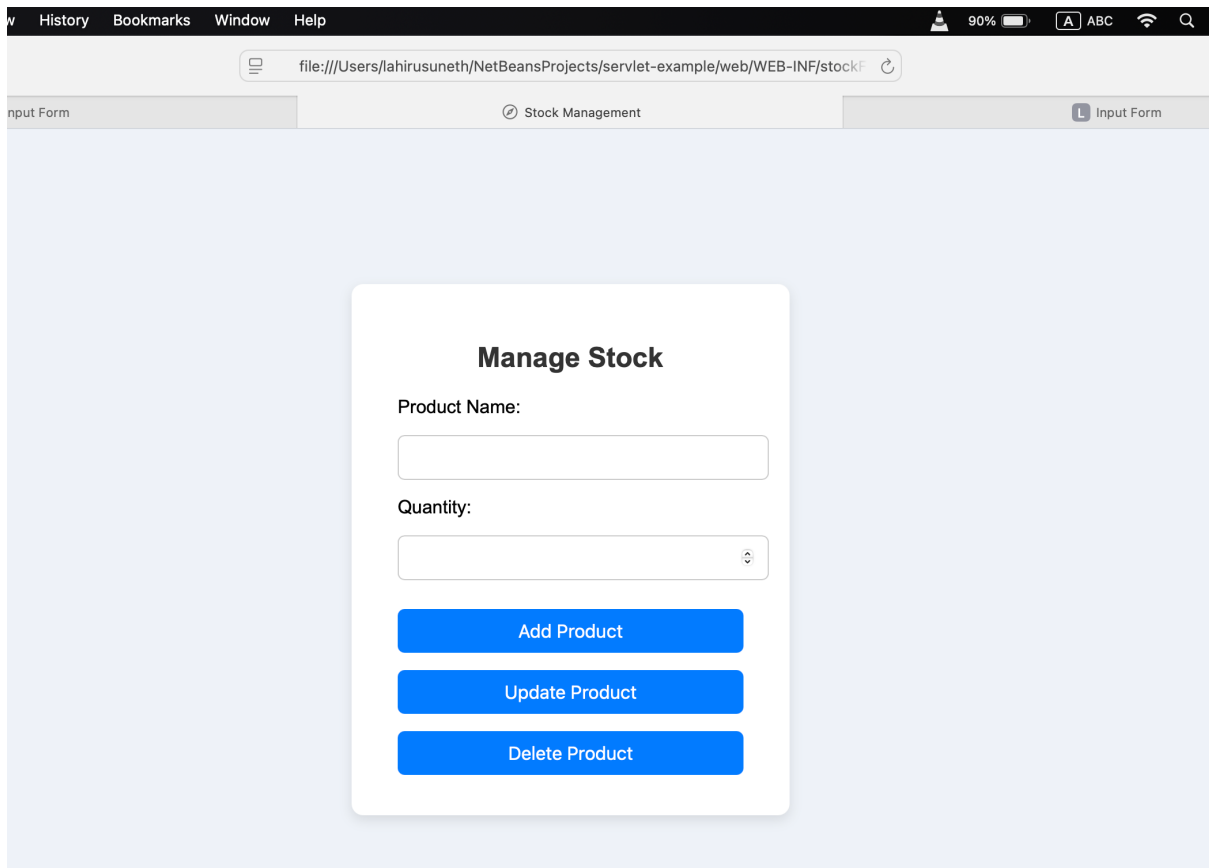 History Bookmarks Window Help 90% A ABC
file:///Users/lahirusuneth/NetBeansProjects/servlet-example/web/WEB-INF/stockF
nput Form Stock Management L Input Form
Manage Stock
Product Name:
Quantity:
Add Product
Update Product
Delete Product